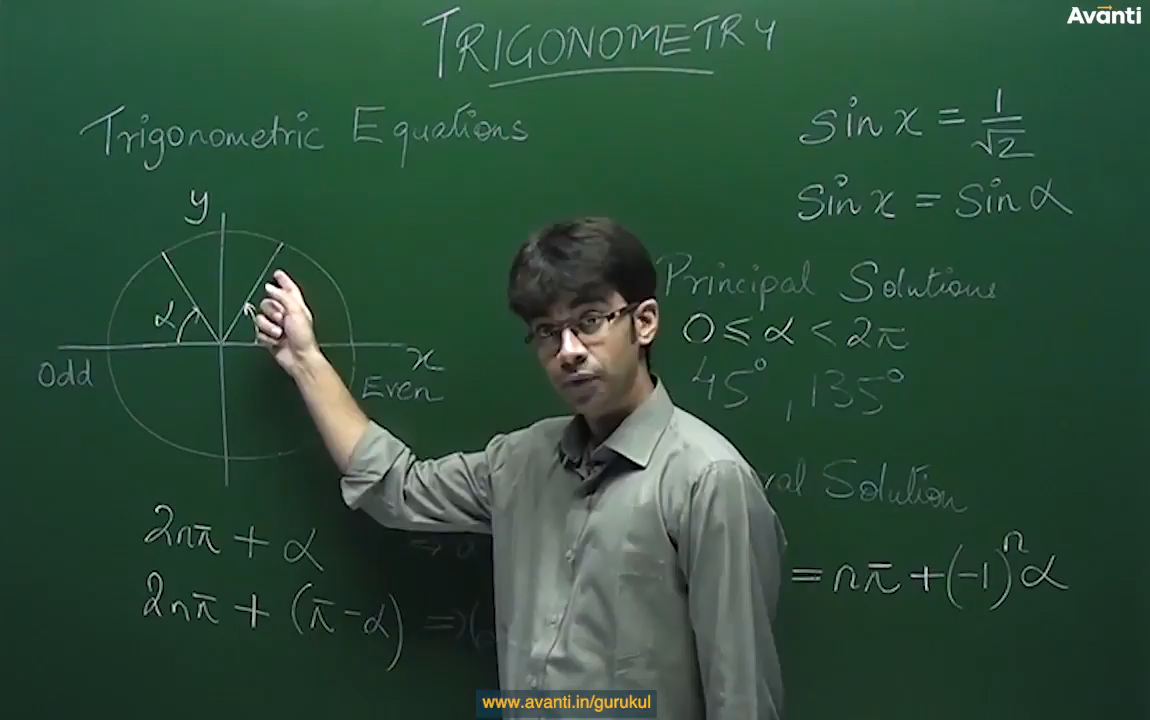 Avanti
TRIGONOMETRY
Trigonometric Equations
sin x = 1/√2
sin x = sin α
y
α
x
Odd
Even
Principal Solutions
0 ≤ α < 2π
45°, 135°
Solution
2nπ + α
2nπ + (π - α) ⇒
= nπ + (-1)ⁿ α
www.avanti.in/gurukul